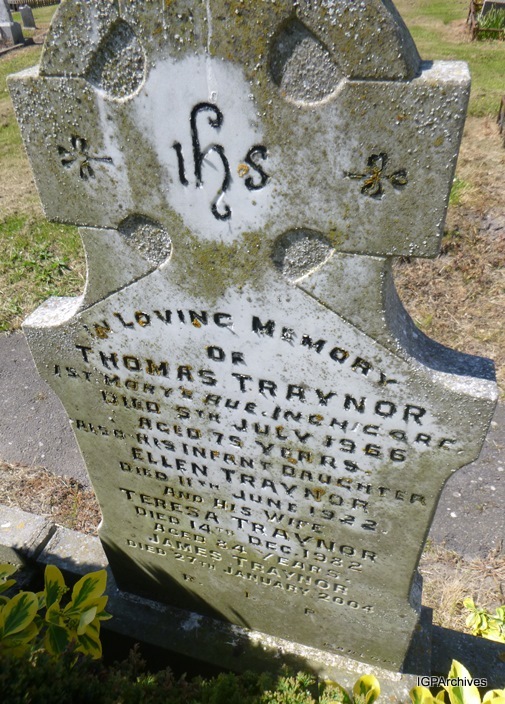 ihs
IN LOVING MEMORY
OF
THOMAS TRAYNOR
1ST MARY'S AVE. INCHICORE
DIED 5TH JULY 1966
AGED 75 YEARS
ALSO HIS INFANT DAUGHTER
ELLEN TRAYNOR
DIED 11TH JUNE 1922
AND HIS WIFE
TERESA TRAYNOR
DIED 14TH DEC. 1982
AGED 84 YEARS
JAMES TRAYNOR
DIED 27TH JANUARY 2004
R I P
IGPArchives